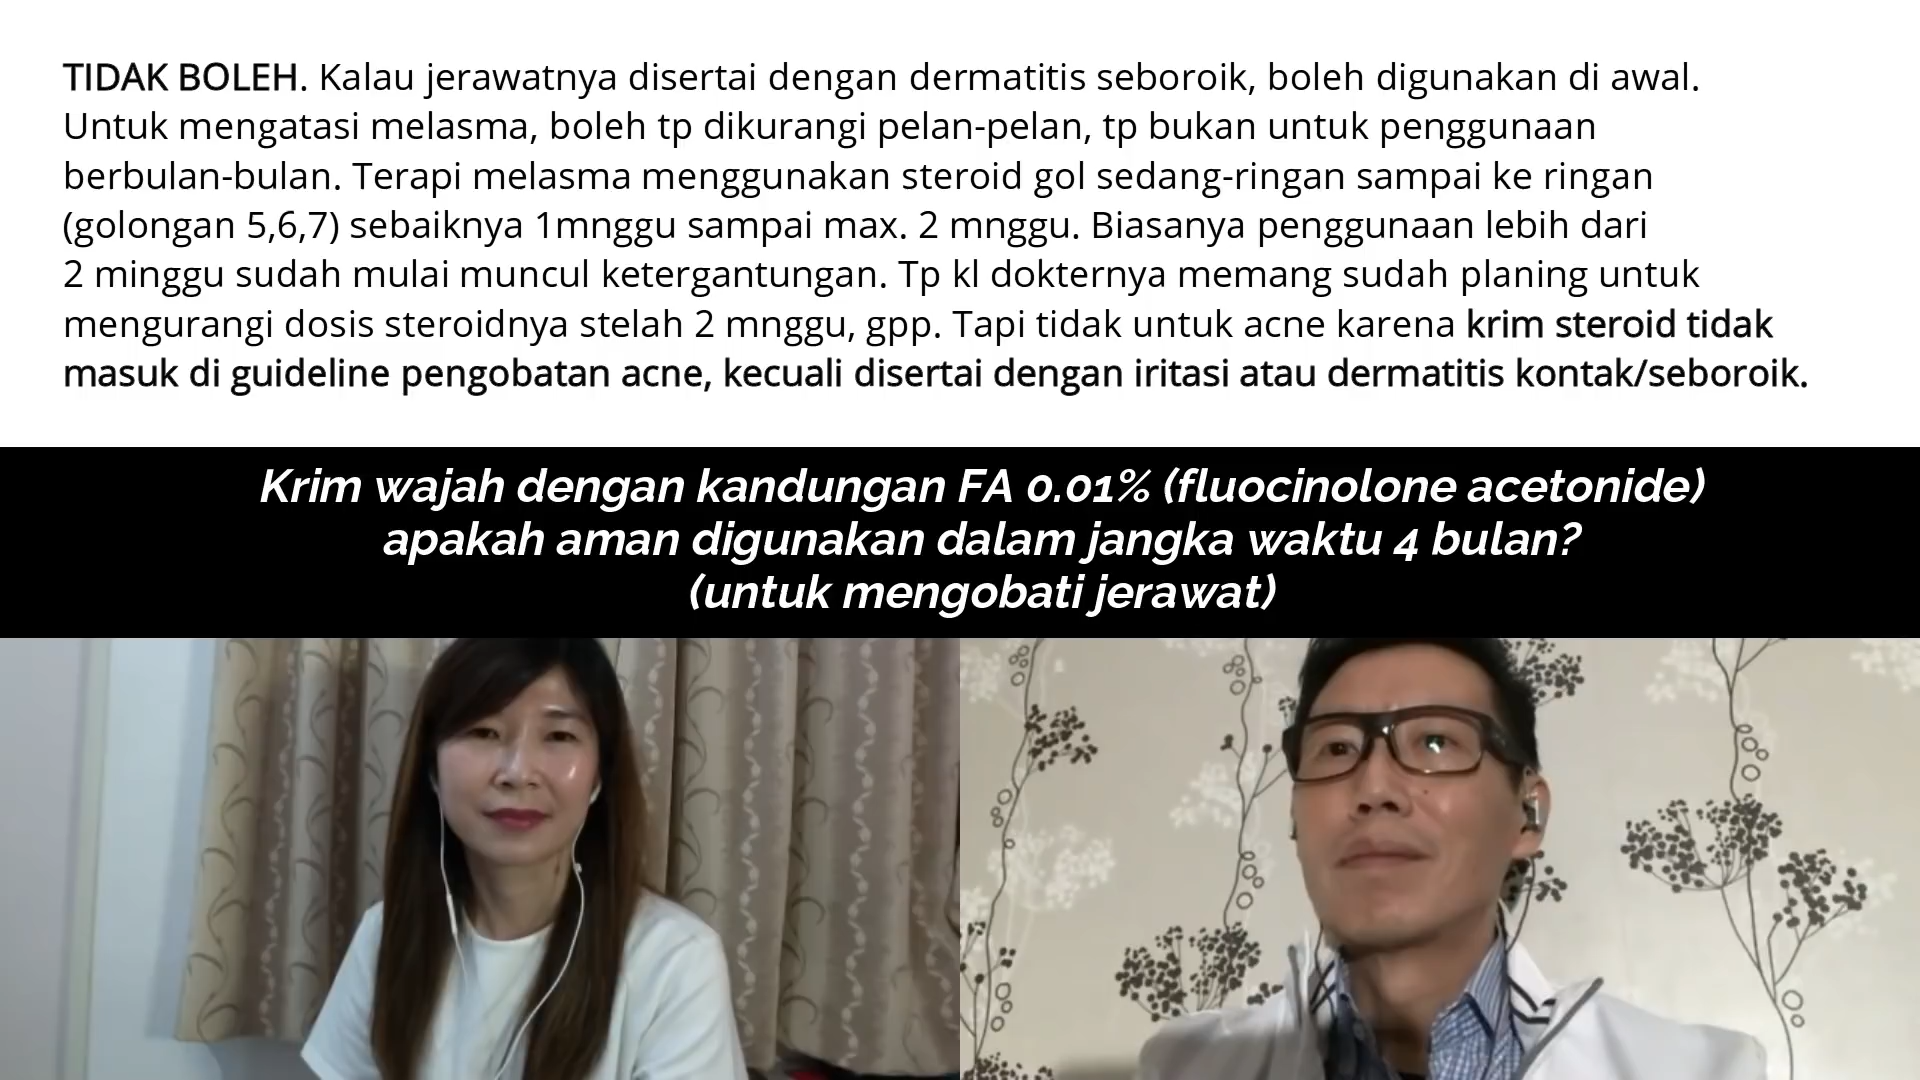 TIDAK BOLEH. Kalau jerawatnya disertai dengan dermatitis seboroik, boleh digunakan di awal.
Untuk mengatasi melasma, boleh tp dikurangi pelan-pelan, tp bukan untuk penggunaan
berbulan-bulan. Terapi melasma menggunakan steroid gol sedang-ringan sampai ke ringan
(golongan 5,6,7) sebaiknya 1mnggu sampai max. 2 mnggu. Biasanya penggunaan lebih dari
2 minggu sudah mulai muncul ketergantungan. Tp kl dokternya memang sudah planing untuk
mengurangi dosis steroidnya stelah 2 mnggu, gpp. Tapi tidak untuk acne karena krim steroid tidak
masuk di guideline pengobatan acne, kecuali disertai dengan iritasi atau dermatitis kontak/seboroik.
Krim wajah dengan kandungan FA 0.01% (fluocinolone acetonide)
apakah aman digunakan dalam jangka waktu 4 bulan?
(untuk mengobati jerawat)